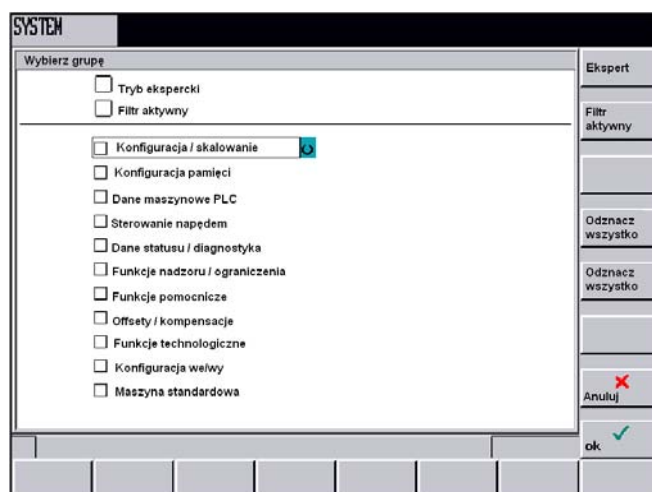 SYSTEM
Wybierz grupę
Tryb ekspercki
Filtr aktywny
Konfiguracja / skalowanie
Konfiguracja pamięci
Dane maszynowe PLC
Sterowanie napędem
Dane statusu / diagnostyka
Funkcje nadzoru / ograniczenia
Funkcje pomocnicze
Offsety / kompensacje
Funkcje technologiczne
Konfiguracja we/wy
Maszyna standardowa
Ekspert
Filtr
aktywny
Odznacz
wszystko
Odznacz
wszystko
Anuluj
ok